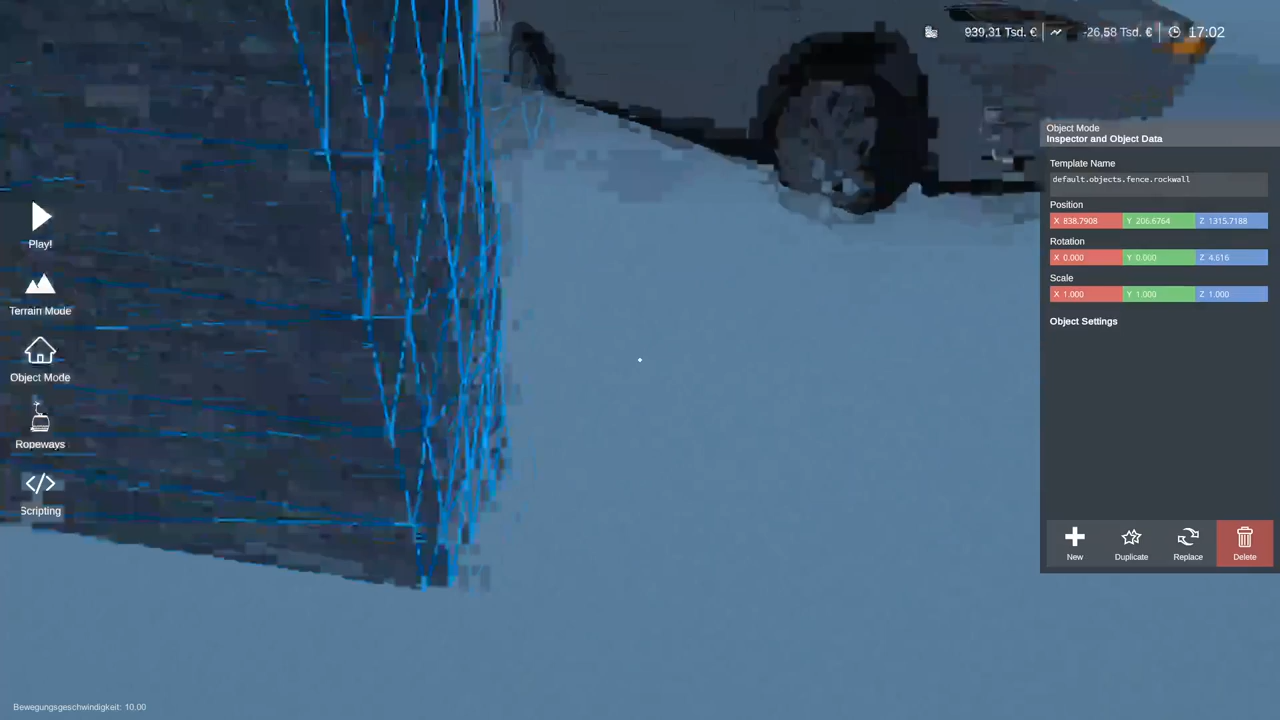 939,31 Tsd. €
-26,58 Tsd. €
17:02
Object Mode
Inspector and Object Data
Template Name
default.objects.fence.rockwall
Position
X 838.7908 Y 206.6764 Z 1315.7188
Rotation
X 0.000 Y 0.000 Z 4.616
Scale
X 1.000 Y 1.000 Z 1.000
Object Settings
Play!
Terrain Mode
Object Mode
Ropeways
Scripting
New Duplicate Replace Delete
Bewegungsgeschwindigkeit: 10.00